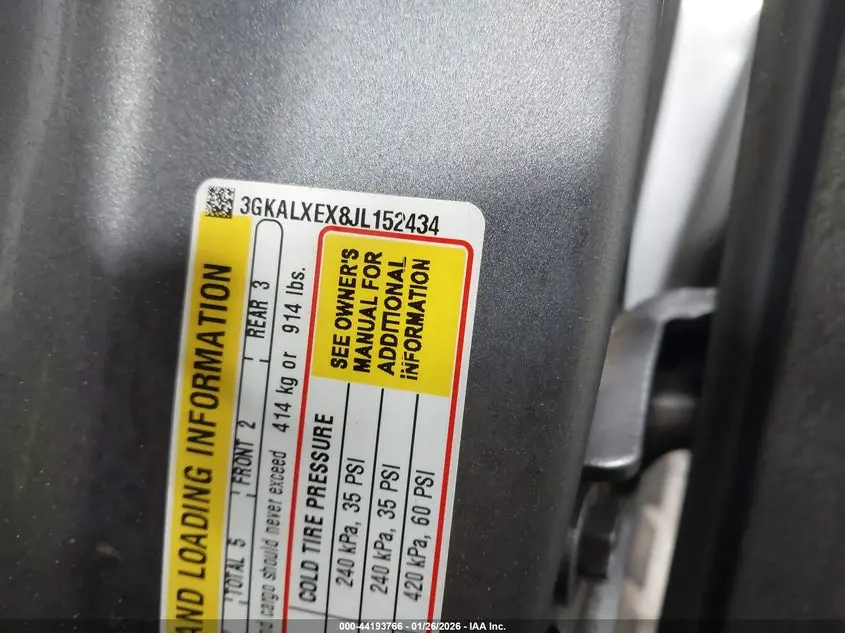 3GKALXEX8JL152434
AND LOADING INFORMATION
TOTAL 5 FRONT 2 REAR 3
cargo should never exceed 414 kg or 914 lbs.
COLD TIRE PRESSURE
240 kPa, 35 PSI
240 kPa, 35 PSI
420 kPa, 60 PSI
SEE OWNER'S
MANUAL FOR
ADDITIONAL
INFORMATION
000-44193766 - 01/26/2026 - IAA Inc.